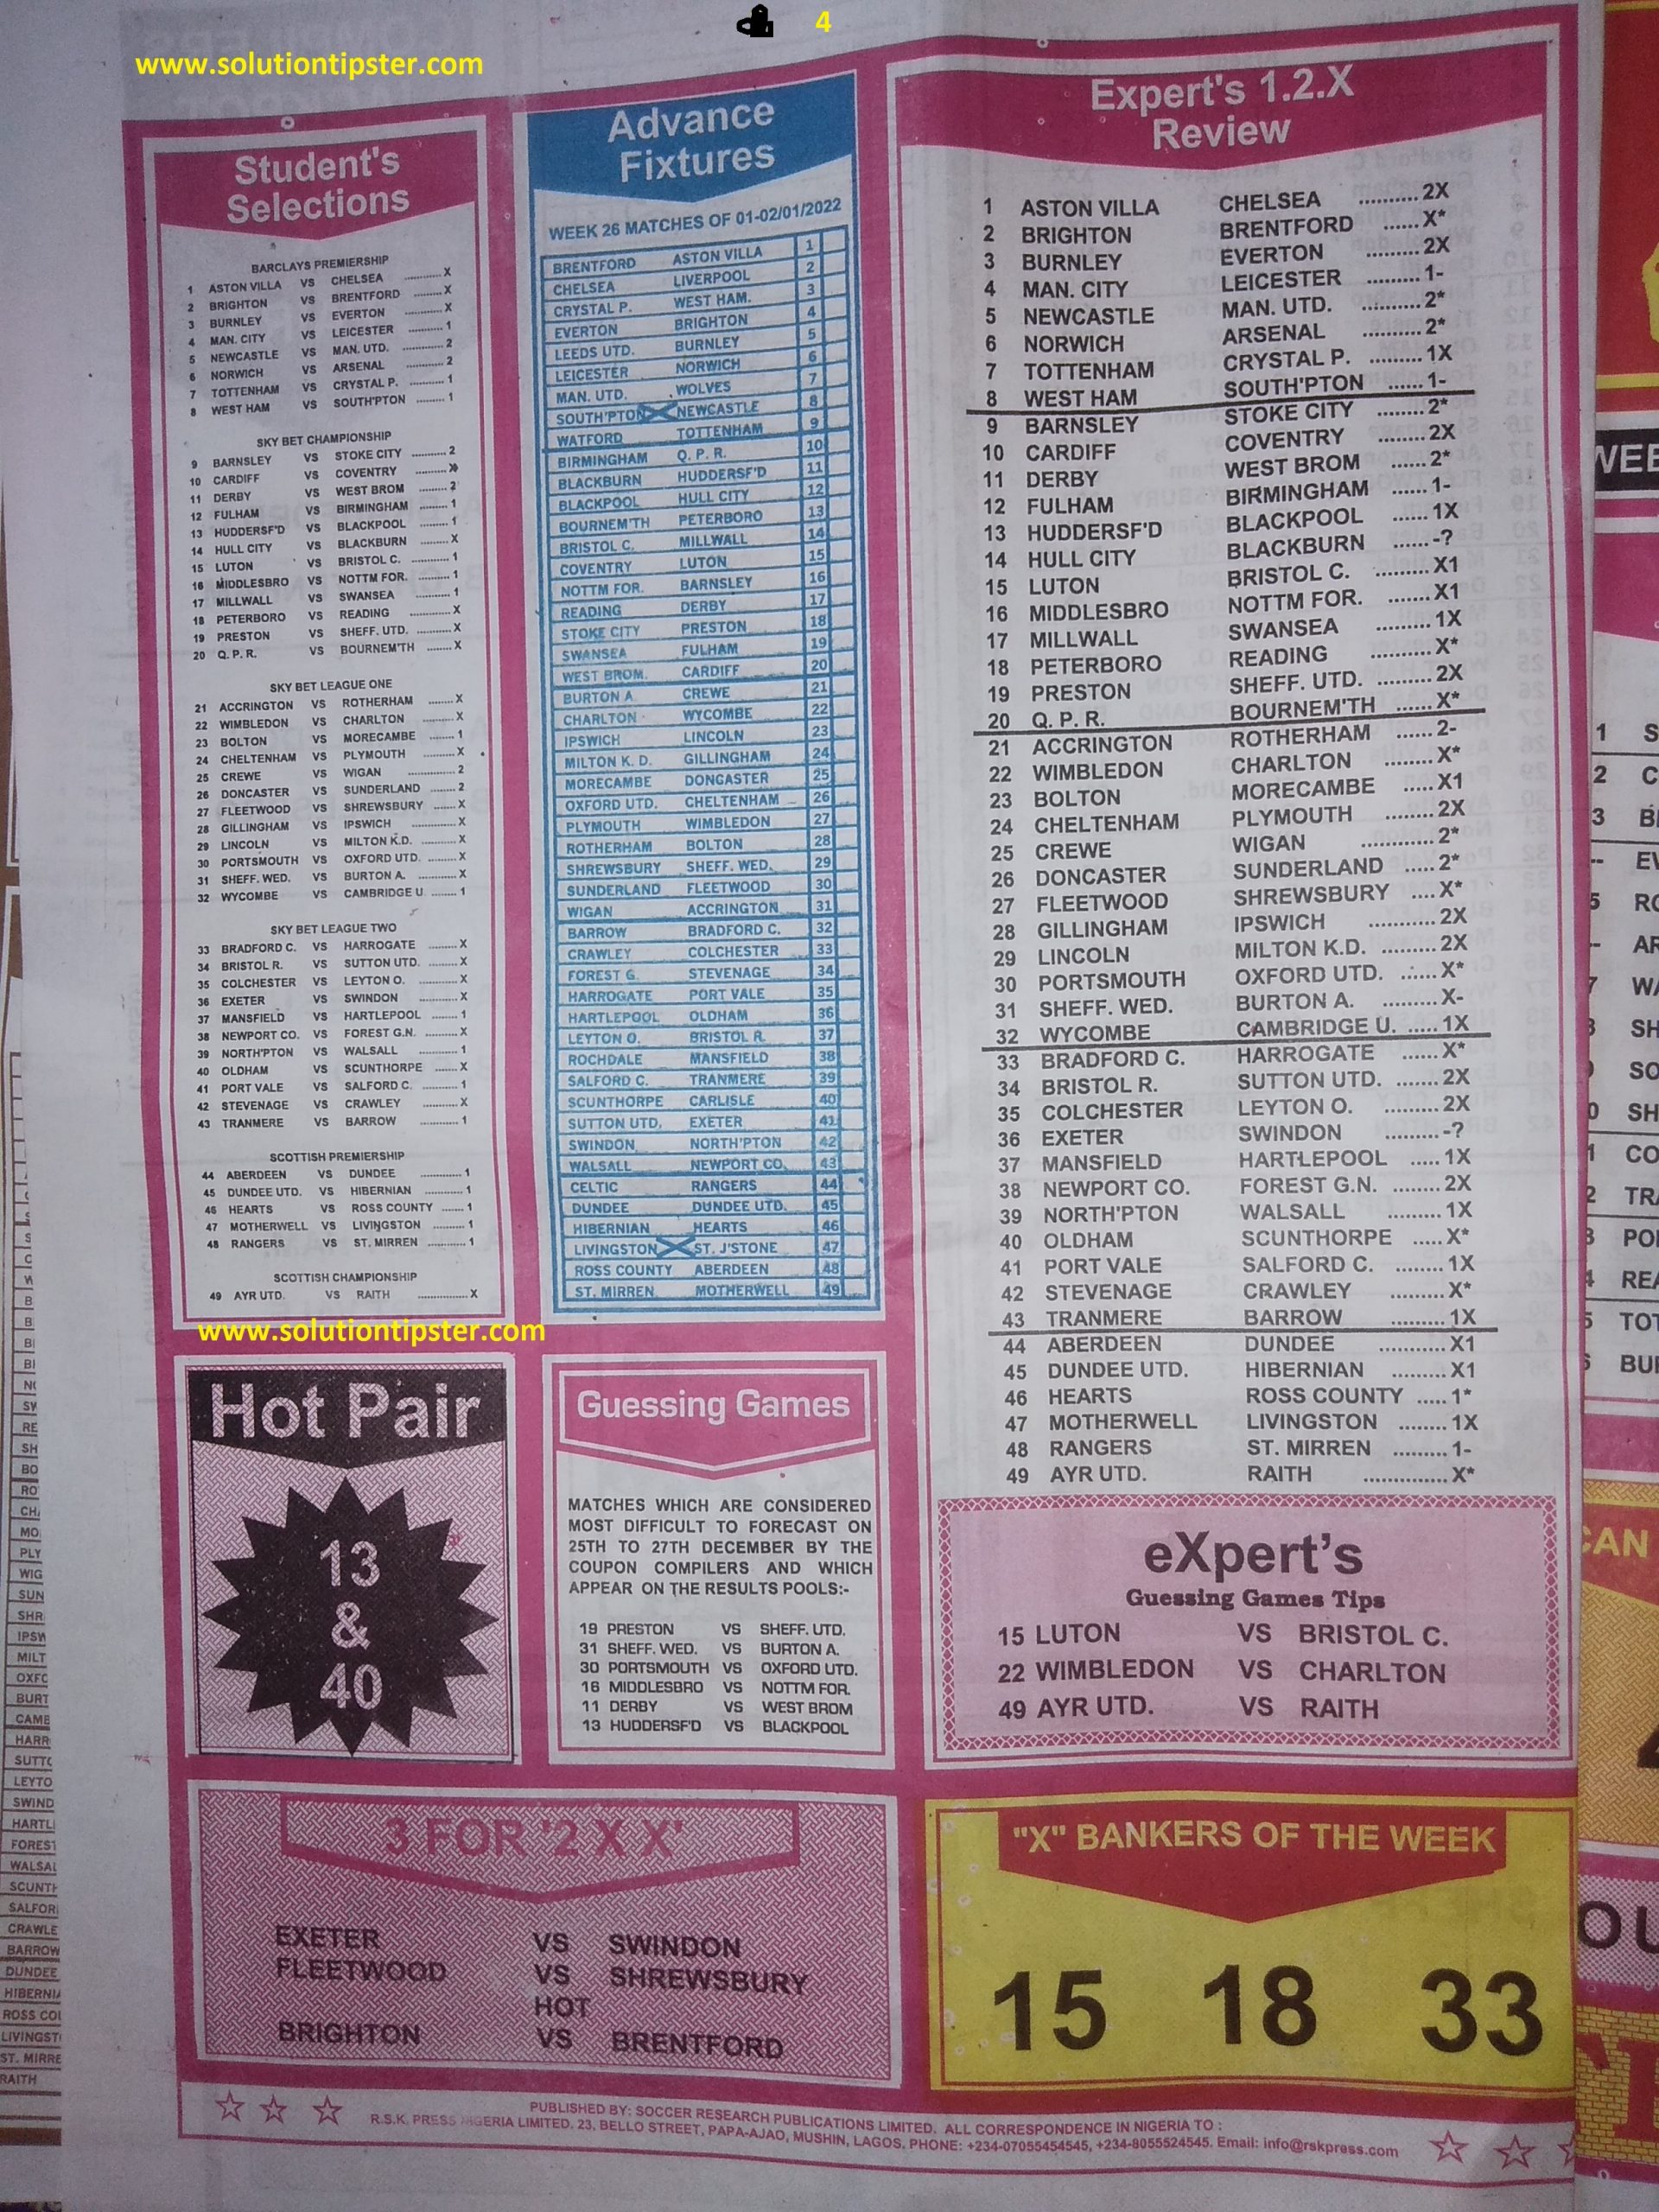 4
www.solutiontipster.com
Student's
Selections
BARCLAYS PREMIERSHIP
1 ASTON VILLA VS CHELSEA ........... X
2 BRIGHTON VS BRENTFORD ......... X
3 BURNLEY VS EVERTON ........... X
4 MAN. CITY VS LEICESTER .......... 1
5 NEWCASTLE VS MAN. UTD. .......... 2
6 NORWICH VS ARSENAL ........... 2
7 TOTTENHAM VS CRYSTAL P. ......... 1
8 WEST HAM VS SOUTH'PTON ......... 1
SKY BET CHAMPIONSHIP
9 BARNSLEY VS STOKE CITY ......... 2
10 CARDIFF VS COVENTRY .........
11 DERBY VS WEST BROM ........ 2
12 FULHAM VS BIRMINGHAM ....... 1
13 HUDDERSF'D VS BLACKPOOL ......... 1
14 HULL CITY VS BLACKBURN ........ X
15 LUTON VS BRISTOL C. ......... 1
16 MIDDLESBRO VS NOTTM FOR. ........ 1
17 MILLWALL VS SWANSEA .......... 1
18 PETERBORO VS READING ........... X
19 PRESTON VS SHEFF. UTD. .......... X
20 Q. P. R. VS BOURNEM'TH ........ X
SKY BET LEAGUE ONE
21 ACCRINGTON VS ROTHERHAM ........ X
22 WIMBLEDON VS CHARLTON ......... X
23 BOLTON VS MORECAMBE ........ 1
24 CHELTENHAM VS PLYMOUTH ......... X
25 CREWE VS WIGAN ............... 2
26 DONCASTER VS SUNDERLAND ....... 2
27 FLEETWOOD VS SHREWSBURY ...... X
28 GILLINGHAM VS IPSWICH ............. X
29 LINCOLN VS MILTON K.D. ......... X
30 PORTSMOUTH VS OXFORD UTD. ....... X
31 SHEFF. WED. VS BURTON A. .......... X
32 WYCOMBE VS CAMBRIDGE U. ....... 1
SKY BET LEAGUE TWO
33 BRADFORD C. VS HARROGATE ......... X
34 BRISTOL R. VS SUTTON UTD. ........ X
35 COLCHESTER VS LEYTON O. .......... X
36 EXETER VS SWINDON ........... X
37 MANSFIELD VS HARTLEPOOL ........ 1
38 NEWPORT CO. VS FOREST G.N. ........ X
39 NORTH'PTON VS WALSALL ........... 1
40 OLDHAM VS SCUNTHORPE ....... X
41 PORT VALE VS SALFORD C. ......... 1
42 STEVENAGE VS CRAWLEY ........... X
43 TRANMERE VS BARROW ............ 1
SCOTTISH PREMIERSHIP
44 ABERDEEN VS DUNDEE ............. 1
45 DUNDEE UTD. VS HIBERNIAN ............ 1
46 HEARTS VS ROSS COUNTY ....... 1
47 MOTHERWELL VS LIVINGSTON .......... 1
48 RANGERS VS ST. MIRREN ........... 1
SCOTTISH CHAMPIONSHIP
49 AYR UTD. VS RAITH ................. X
www.solutiontipster.com
Advance
Fixtures
WEEK 26 MATCHES OF 01-02/01/2022
BRENTFORD ASTON VILLA 1
CHELSEA LIVERPOOL 2
CRYSTAL P. WEST HAM. 3
EVERTON BRIGHTON 4
LEEDS UTD. BURNLEY 5
LEICESTER NORWICH 6
MAN. UTD. WOLVES 7
SOUTH'PTON NEWCASTLE 8
WATFORD TOTTENHAM 9
BIRMINGHAM Q. P. R. 10
BLACKBURN HUDDERSF'D 11
BLACKPOOL HULL CITY 12
BOURNEM'TH PETERBORO 13
BRISTOL C. MILLWALL 14
COVENTRY LUTON 15
NOTTM FOR. BARNSLEY 16
READING DERBY 17
STOKE CITY PRESTON 18
SWANSEA FULHAM 19
WEST BROM. CARDIFF 20
BURTON A. CREWE 21
CHARLTON WYCOMBE 22
IPSWICH LINCOLN 23
MILTON K. D. GILLINGHAM 24
MORECAMBE DONCASTER 25
OXFORD UTD. CHELTENHAM 26
PLYMOUTH WIMBLEDON 27
ROTHERHAM BOLTON 28
SHREWSBURY SHEFF. WED. 29
SUNDERLAND FLEETWOOD 30
WIGAN ACCRINGTON 31
BARROW BRADFORD C. 32
CRAWLEY COLCHESTER 33
FOREST G. STEVENAGE 34
HARROGATE PORT VALE 35
HARTLEPOOL OLDHAM 36
LEYTON O. BRISTOL R. 37
ROCHDALE MANSFIELD 38
SALFORD C. TRANMERE 39
SCUNTHORPE CARLISLE 40
SUTTON UTD. EXETER 41
SWINDON NORTH'PTON 42
WALSALL NEWPORT CO. 43
CELTIC RANGERS 44
DUNDEE DUNDEE UTD. 45
HIBERNIAN HEARTS 46
LIVINGSTON ST. J'STONE 47
ROSS COUNTY ABERDEEN 48
ST. MIRREN MOTHERWELL 49
Expert's 1.2.X
Review
1 ASTON VILLA CHELSEA .......... 2X
2 BRIGHTON BRENTFORD ...... X*
3 BURNLEY EVERTON ......... 2X
4 MAN. CITY LEICESTER ......... 1-
5 NEWCASTLE MAN. UTD. .......... 2*
6 NORWICH ARSENAL ......... 2*
7 TOTTENHAM CRYSTAL P. ......... 1X
8 WEST HAM SOUTH'PTON ...... 1-
9 BARNSLEY STOKE CITY ........ 2*
10 CARDIFF COVENTRY ........ 2X
11 DERBY WEST BROM ...... 2*
12 FULHAM BIRMINGHAM ...... 1-
13 HUDDERSF'D BLACKPOOL ...... 1X
14 HULL CITY BLACKBURN ...... -?
15 LUTON BRISTOL C. ......... X1
16 MIDDLESBRO NOTTM FOR. ........ X1
17 MILLWALL SWANSEA ......... 1X
18 PETERBORO READING .......... X*
19 PRESTON SHEFF. UTD. ......... 2X
20 Q. P. R. BOURNEM'TH ...... X*
21 ACCRINGTON ROTHERHAM ...... 2-
22 WIMBLEDON CHARLTON ........ X*
23 BOLTON MORECAMBE ..... X1
24 CHELTENHAM PLYMOUTH ........ 2X
25 CREWE WIGAN ............ 2*
26 DONCASTER SUNDERLAND ..... 2*
27 FLEETWOOD SHREWSBURY .... X*
28 GILLINGHAM IPSWICH ........... 2X
29 LINCOLN MILTON K.D. ......... 2X
30 PORTSMOUTH OXFORD UTD. ...... X*
31 SHEFF. WED. BURTON A. ......... X-
32 WYCOMBE CAMBRIDGE U. ..... 1X
33 BRADFORD C. HARROGATE ...... X*
34 BRISTOL R. SUTTON UTD. ....... 2X
35 COLCHESTER LEYTON O. ......... 2X
36 EXETER SWINDON ......... -?
37 MANSFIELD HARTLEPOOL ..... 1X
38 NEWPORT CO. FOREST G.N. ........ 2X
39 NORTH'PTON WALSALL ......... 1X
40 OLDHAM SCUNTHORPE ..... X*
41 PORT VALE SALFORD C. ........ 1X
42 STEVENAGE CRAWLEY ......... X*
43 TRANMERE BARROW ......... 1X
44 ABERDEEN DUNDEE ........... X1
45 DUNDEE UTD. HIBERNIAN ......... X1
46 HEARTS ROSS COUNTY ..... 1*
47 MOTHERWELL LIVINGSTON ........ 1X
48 RANGERS ST. MIRREN ......... 1-
49 AYR UTD. RAITH .............. X*
Hot Pair
13
&
40
Guessing Games
MATCHES WHICH ARE CONSIDERED
MOST DIFFICULT TO FORECAST ON
25TH TO 27TH DECEMBER BY THE
COUPON COMPILERS AND WHICH
APPEAR ON THE RESULTS POOLS:-
19 PRESTON VS SHEFF. UTD.
31 SHEFF. WED. VS BURTON A.
30 PORTSMOUTH VS OXFORD UTD.
16 MIDDLESBRO VS NOTTM FOR.
11 DERBY VS WEST BROM
13 HUDDERSF'D VS BLACKPOOL
eXpert's
Guessing Games Tips
15 LUTON VS BRISTOL C.
22 WIMBLEDON VS CHARLTON
49 AYR UTD. VS RAITH
3 FOR '2 X X'
EXETER VS SWINDON
FLEETWOOD VS SHREWSBURY
HOT
BRIGHTON VS BRENTFORD
"X" BANKERS OF THE WEEK
15 18 33
PUBLISHED BY: SOCCER RESEARCH PUBLICATIONS LIMITED. ALL CORRESPONDENCE IN NIGERIA TO :
R.S.K. PRESS NIGERIA LIMITED. 23, BELLO STREET, PAPA-AJAO, MUSHIN, LAGOS, PHONE: +234-07055454545, +234-8055524545. Email: info@rskpress.com